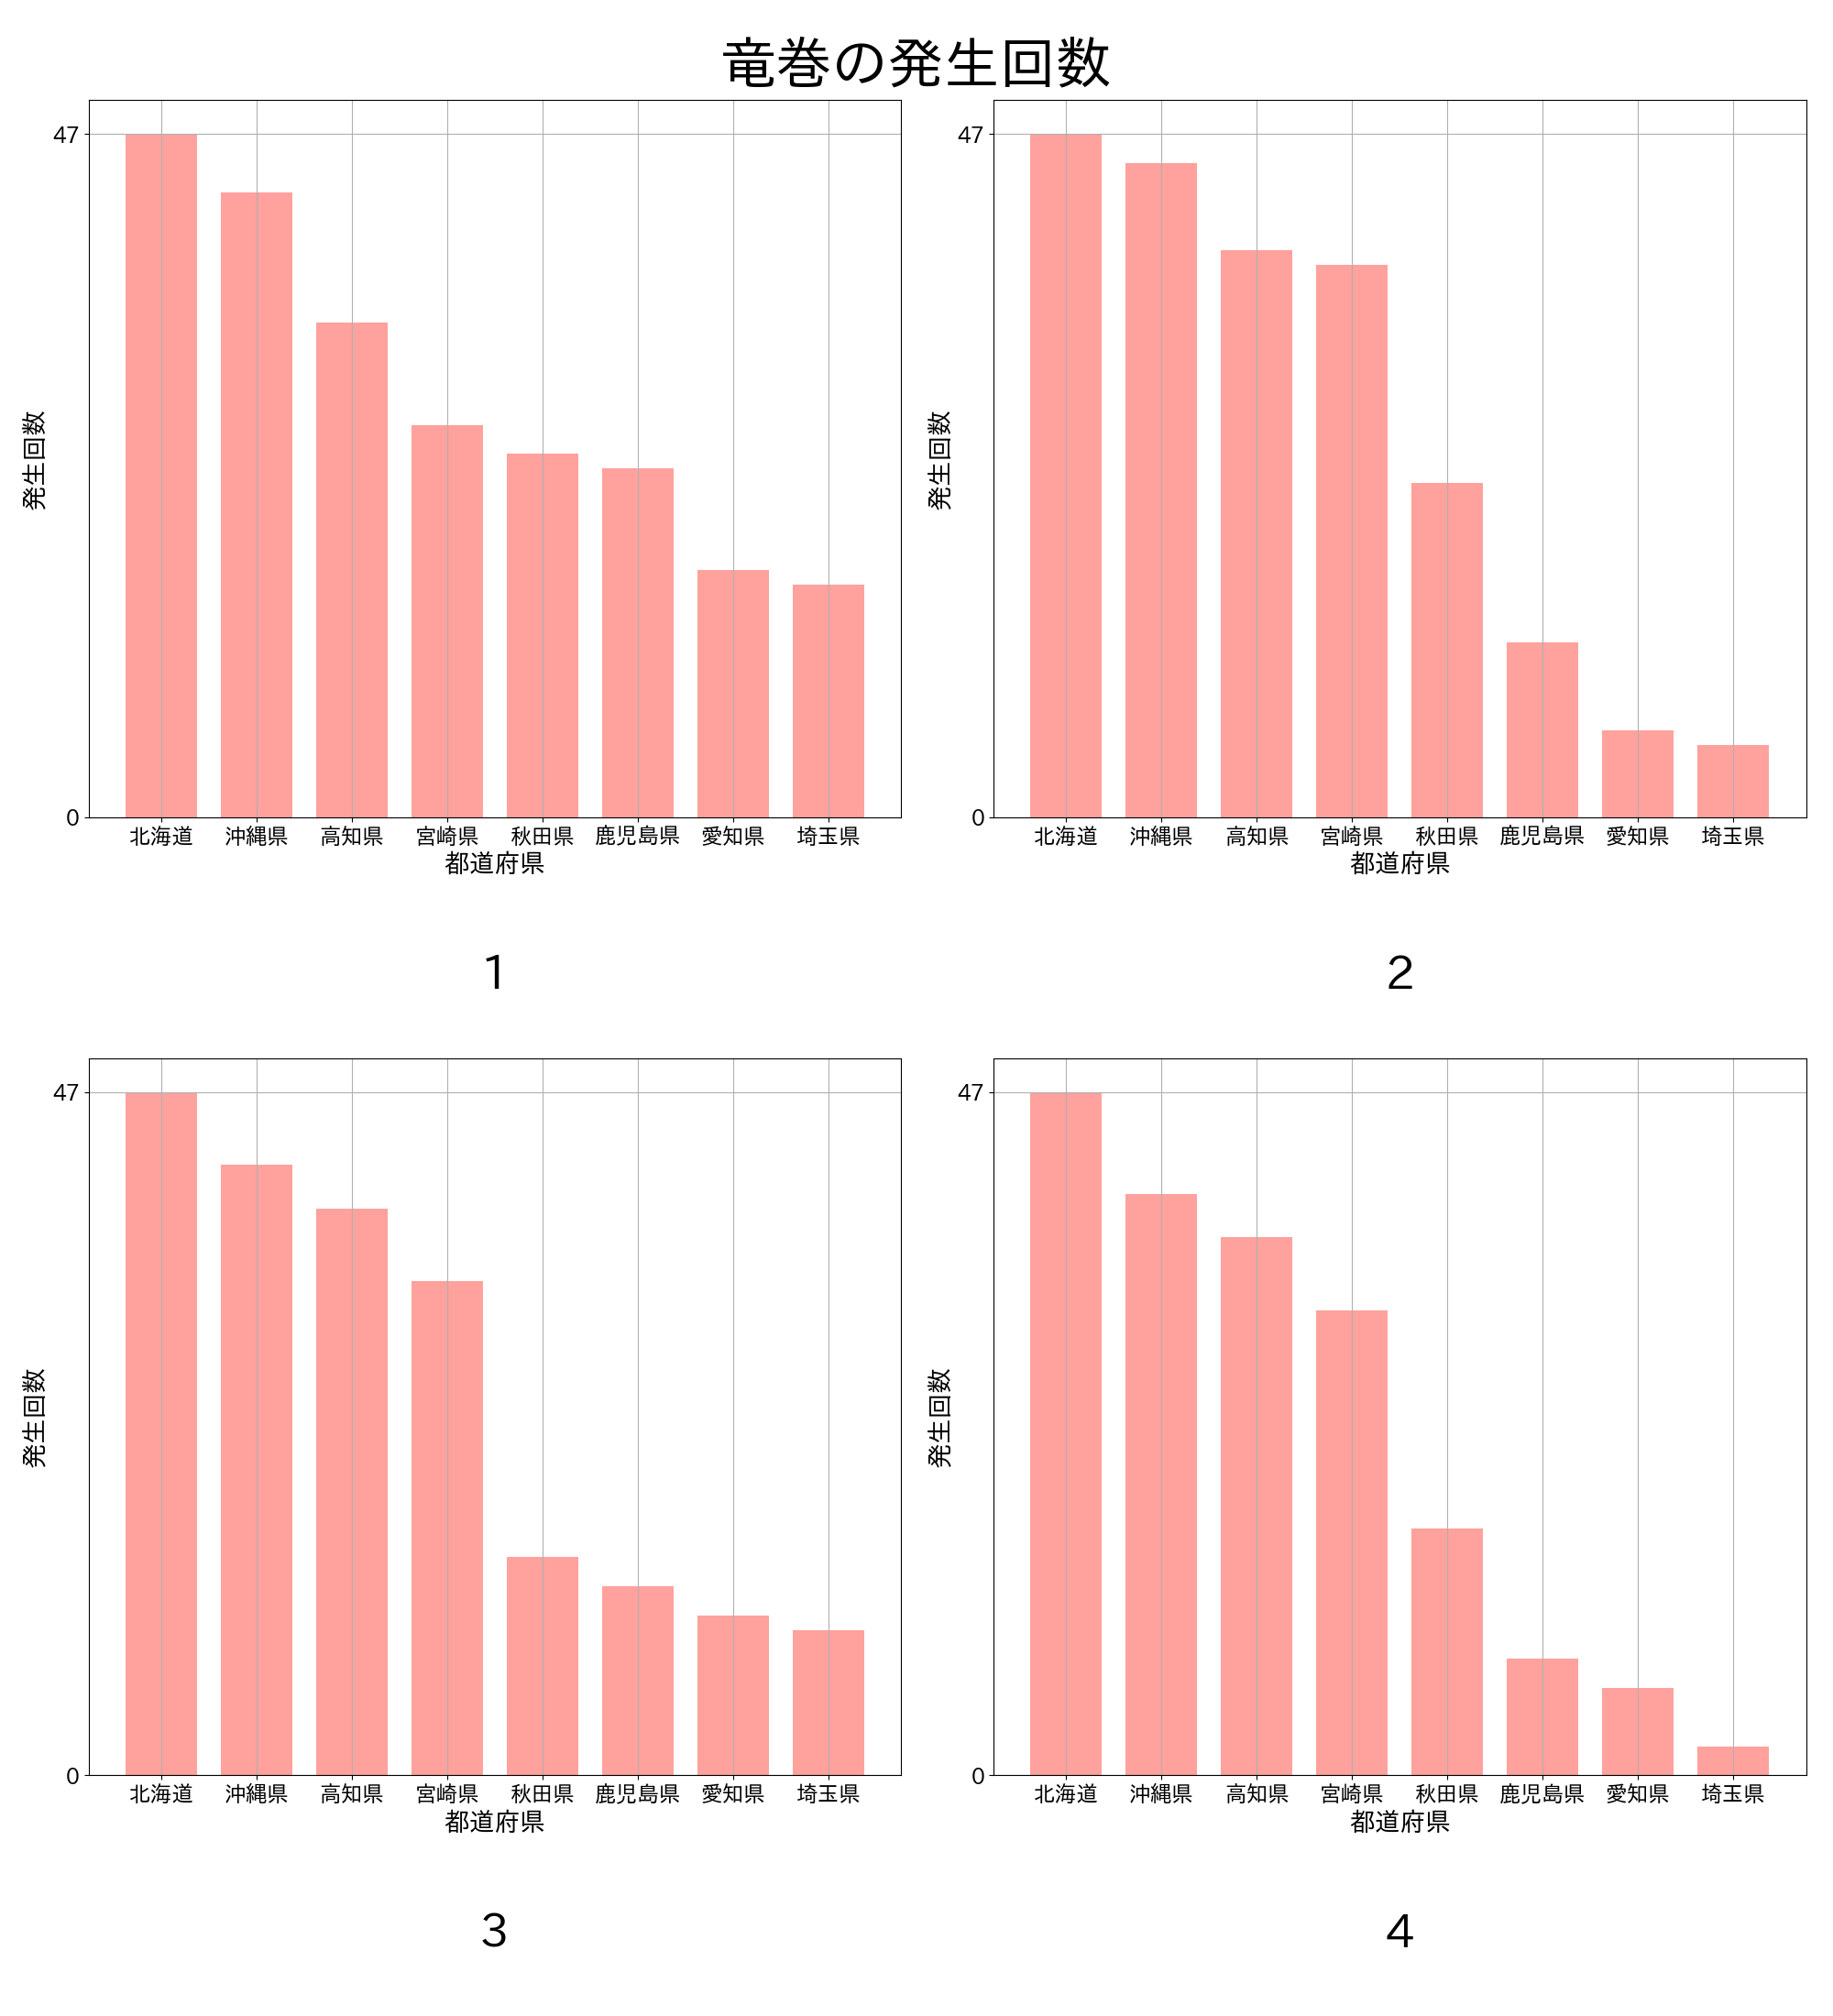 竜巻の発生回数
47
0
発生回数
北海道 沖縄県 高知県 宮崎県 秋田県 鹿児島県 愛知県 埼玉県
都道府県
1
47
0
発生回数
北海道 沖縄県 高知県 宮崎県 秋田県 鹿児島県 愛知県 埼玉県
都道府県
2
47
0
発生回数
北海道 沖縄県 高知県 宮崎県 秋田県 鹿児島県 愛知県 埼玉県
都道府県
3
47
0
発生回数
北海道 沖縄県 高知県 宮崎県 秋田県 鹿児島県 愛知県 埼玉県
都道府県
4